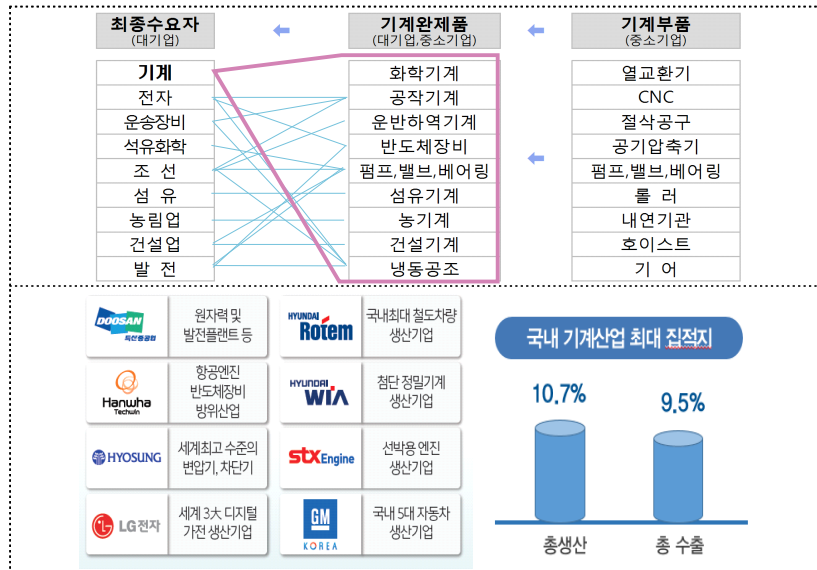 최종수요자
(대기업)
기계완제품
(대기업,중소기업)
기계부품
(중소기업)
기계
전자
운송장비
석유화학
조 선
섬 유
농림업
건설업
발 전
화학기계
공작기계
운반하역기계
반도체장비
펌프,밸브,베어링
섬유기계
농기계
건설기계
냉동공조
열교환기
CNC
절삭공구
공기압축기
펌프,밸브,베어링
롤 러
내연기관
호이스트
기 어
DOOSAN
두산중공업
원자력 및
발전플랜트 등
Hanwha
Techwin
항공엔진
반도체장비
방위산업
HYOSUNG
세계최고 수준의
변압기, 차단기
LG전자
세계 3大 디지털
가전 생산기업
HYUNDAI
Rotem
국내최대 철도차량
생산기업
HYUNDAI
WIA
첨단 정밀기계
생산기업
stx Engine
선박용 엔진
생산기업
GM
KOREA
국내 5대 자동차
생산기업
국내 기계산업 최대 집적지
10.7%
9.5%
총생산
총 수출